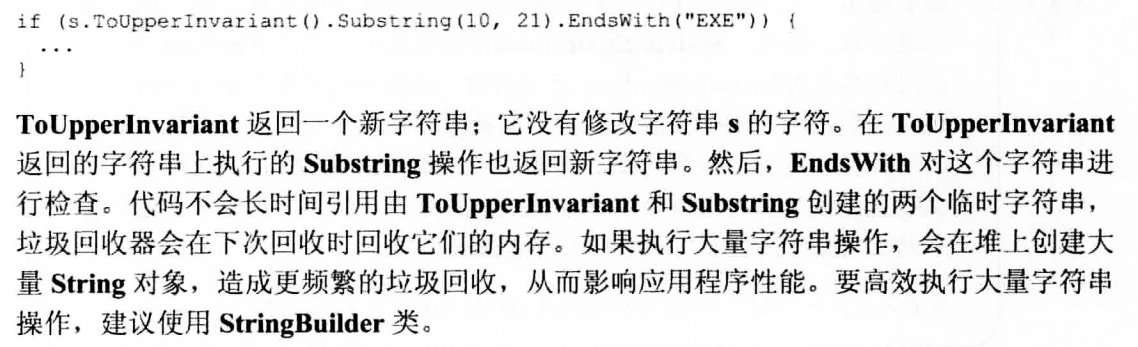 if (s.ToUpperInvariant().Substring(10, 21).EndsWith("EXE")) {
...
}
ToUpperInvariant 返回一个新字符串；它没有修改字符串 s 的字符。在 ToUpperInvariant
返回的字符串上执行的 Substring 操作也返回新字符串。然后，EndsWith 对这个字符串进
行检查。代码不会长时间引用由 ToUpperInvariant 和 Substring 创建的两个临时字符串，
垃圾回收器会在下次回收时回收它们的内存。如果执行大量字符串操作，会在堆上创建大
量 String 对象，造成更频繁的垃圾回收，从而影响应用程序性能。要高效执行大量字符串
操作，建议使用 StringBuilder 类。